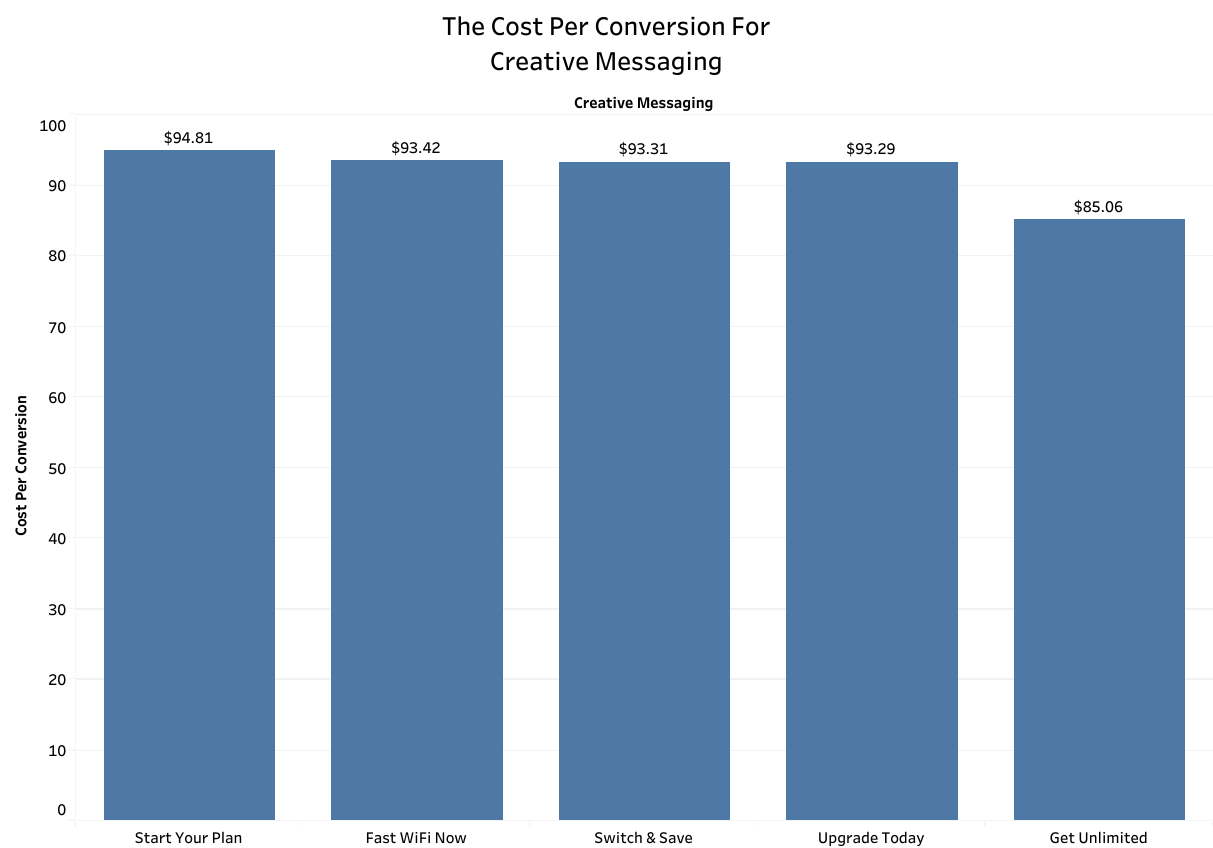 The Cost Per Conversion For
Creative Messaging
Creative Messaging
100
90
80
70
60
50
40
30
20
10
0
Cost Per Conversion
$94.81
$93.42
$93.31
$93.29
$85.06
Start Your Plan
Fast WiFi Now
Switch & Save
Upgrade Today
Get Unlimited